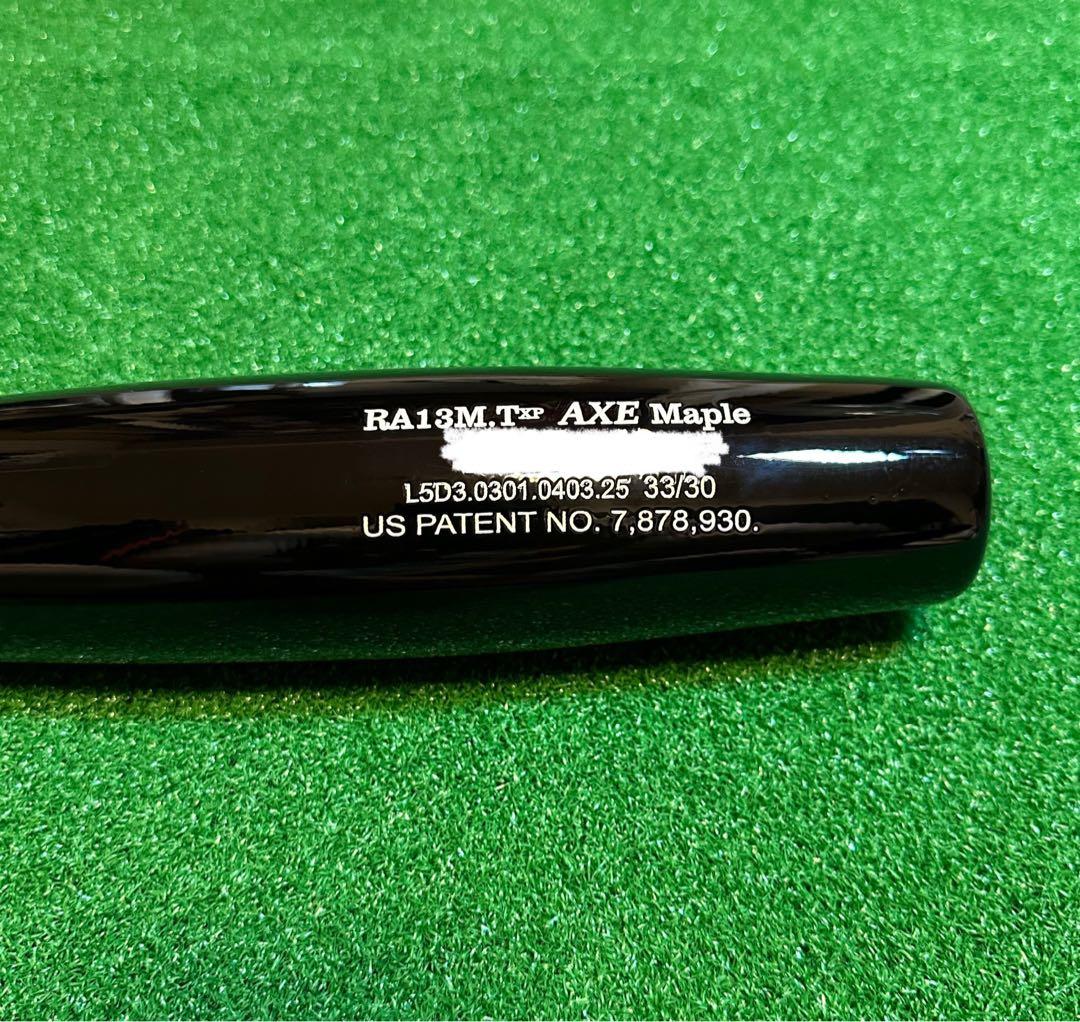 RA13M.Txp AXE Maple
L5D3.0301.0403.25 33/30
US PATENT NO. 7,878,930.